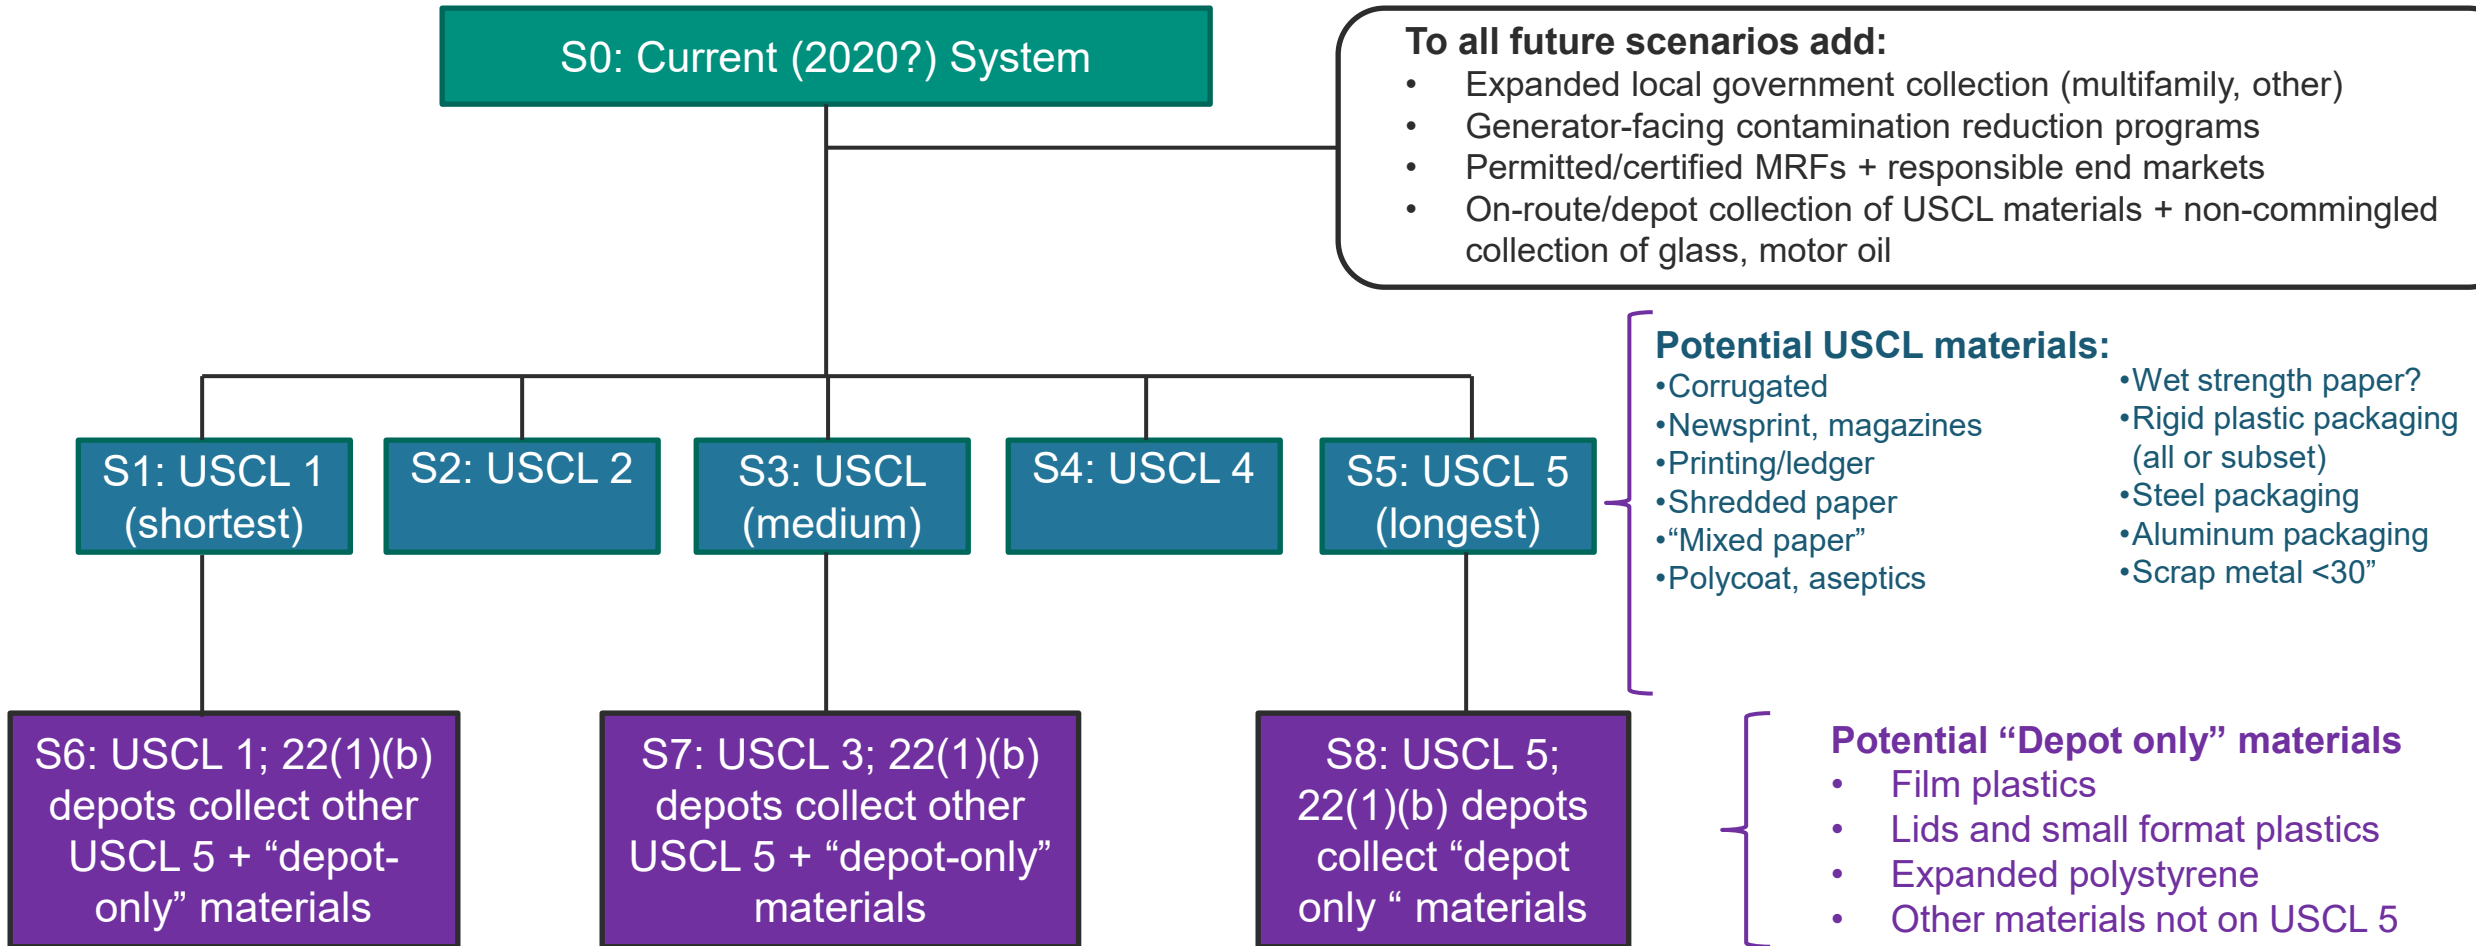 S0: Current (2020?) System
To all future scenarios add:
• Expanded local government collection (multifamily, other)
• Generator-facing contamination reduction programs
• Permitted/certified MRFs + responsible end markets
• On-route/depot collection of USCL materials + non-commingled
collection of glass, motor oil
S1: USCL 1
(shortest)
S2: USCL 2
S3: USCL
(medium)
S4: USCL 4
S5: USCL 5
(longest)
Potential USCL materials:
•Corrugated
•Newsprint, magazines
•Printing/ledger
•Shredded paper
•“Mixed paper”
•Polycoat, aseptics
•Wet strength paper?
•Rigid plastic packaging
(all or subset)
•Steel packaging
•Aluminum packaging
•Scrap metal <30”
S6: USCL 1; 22(1)(b)
depots collect other
USCL 5 + “depot-
only” materials
S7: USCL 3; 22(1)(b)
depots collect other
USCL 5 + “depot-only”
materials
S8: USCL 5;
22(1)(b) depots
collect “depot
only “ materials
Potential “Depot only” materials
• Film plastics
• Lids and small format plastics
• Expanded polystyrene
• Other materials not on USCL 5